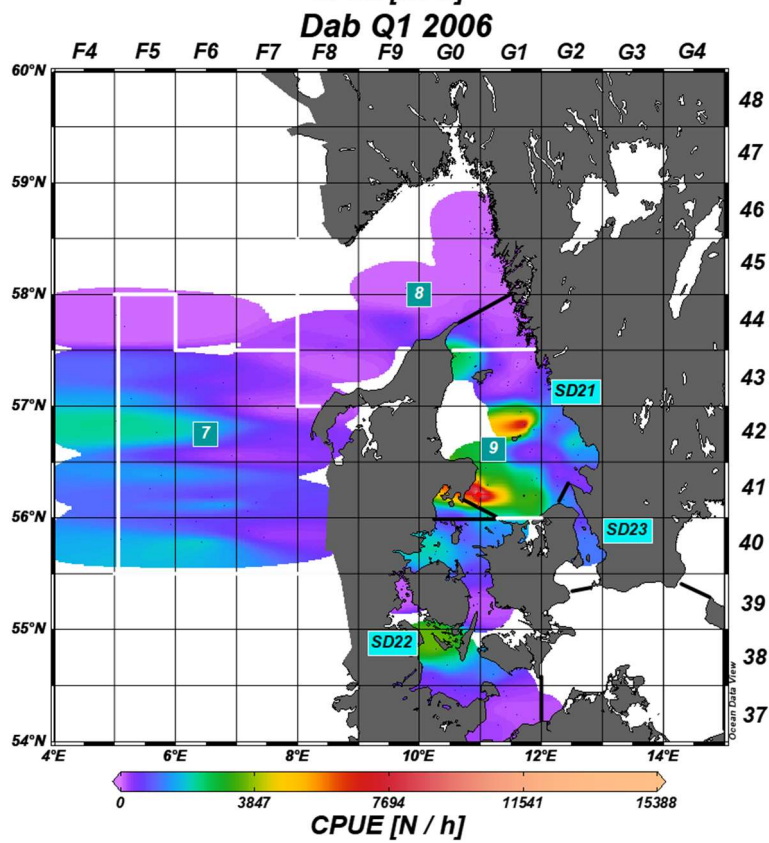 Dab Q1 2006
F4 F5 F6 F7 F8 F9 G0 G1 G2 G3 G4
60°N
48
47
59°N
46
45
58°N
8
44
43
SD21
57°N
7
42
9
41
56°N
SD23
40
39
55°N
SD22
38
37
54°N
Ocean Data View
4°E 6°E 8°E 10°E 12°E 14°E
0 3847 7694 11541 15388
CPUE [N / h]